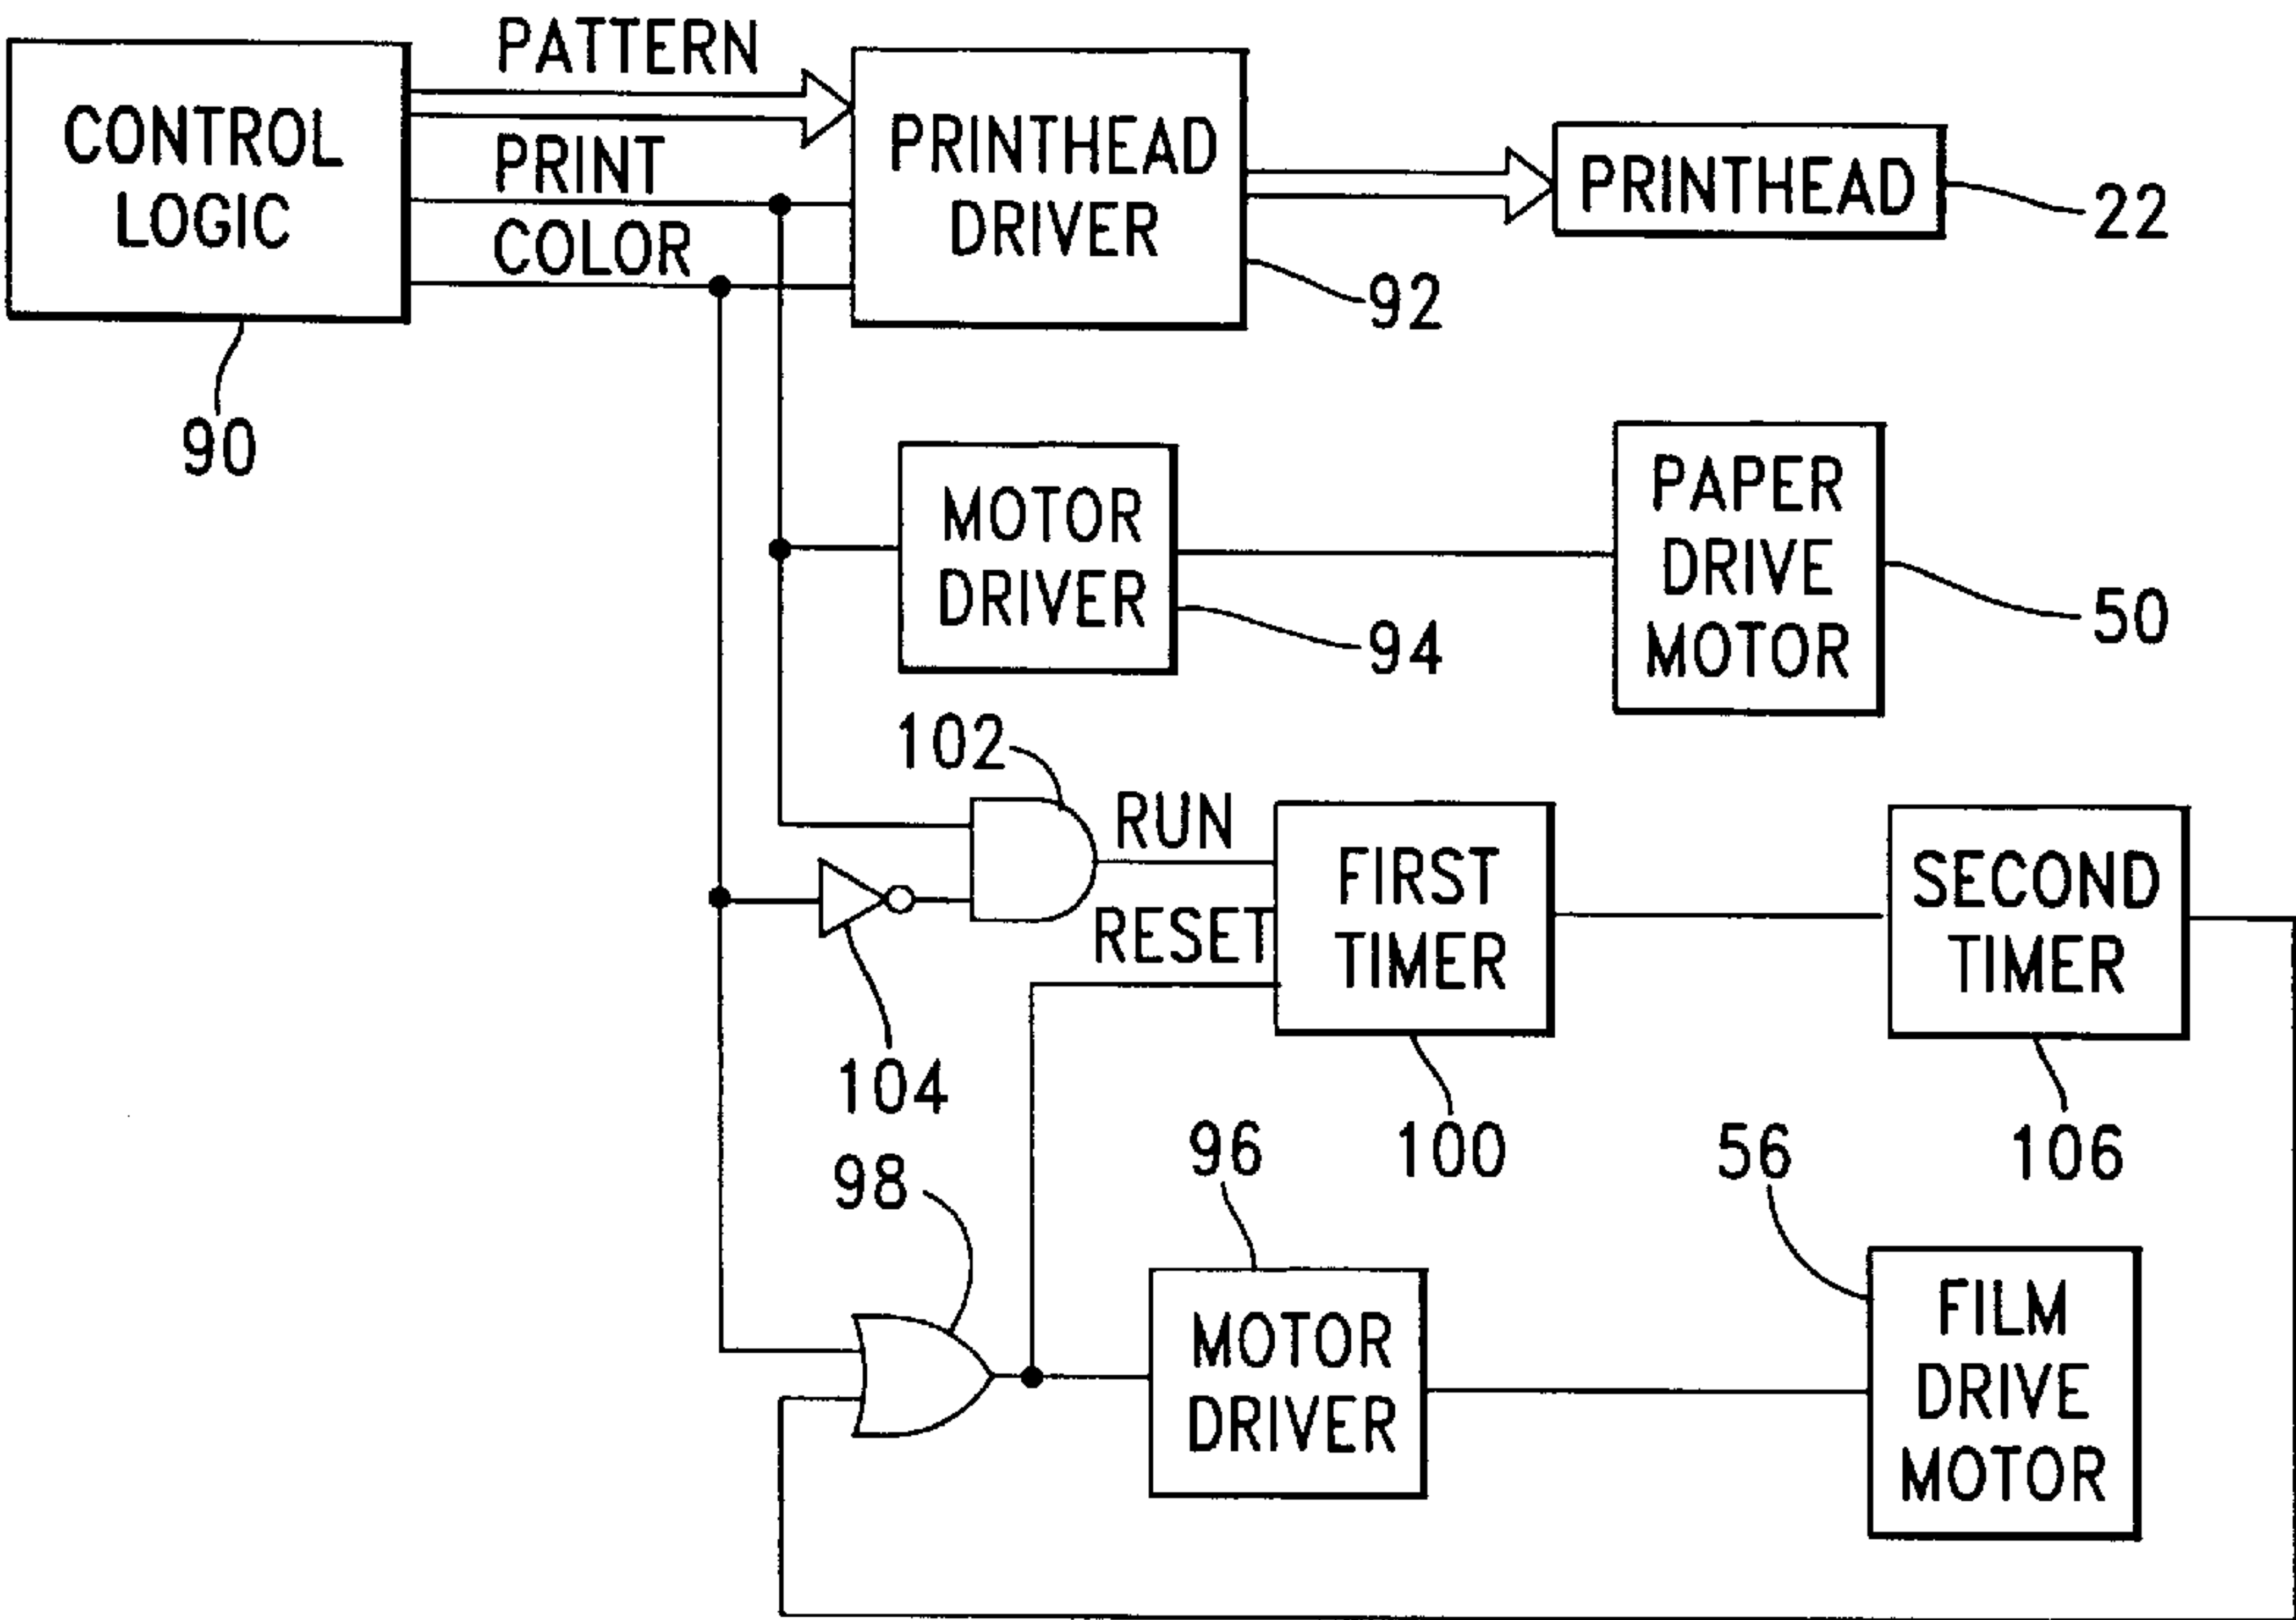 PATTERN
CONTROL
LOGIC
PRINT
COLOR
90
PRINTHEAD
DRIVER
92
PRINTHEAD
22
MOTOR
DRIVER
94
PAPER
DRIVE
MOTOR
50
102
RUN
RESET
104
FIRST
TIMER
100
SECOND
TIMER
106
98
96
MOTOR
DRIVER
56
FILM
DRIVE
MOTOR